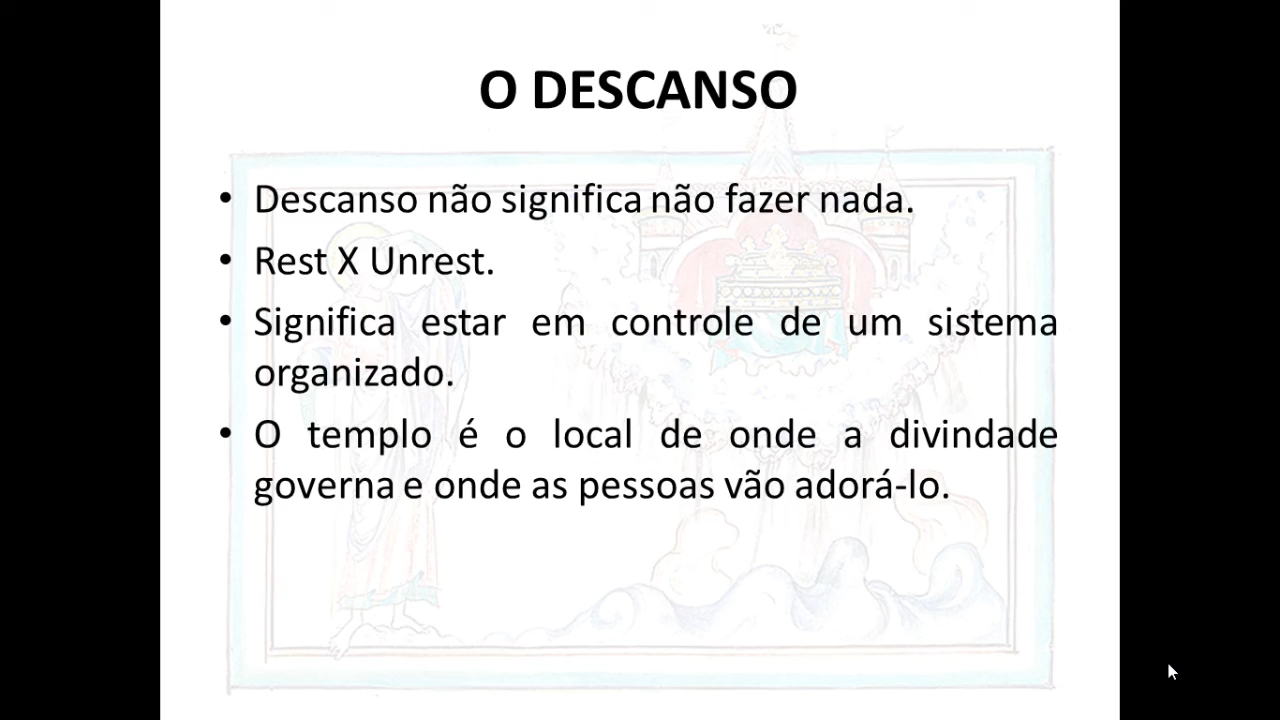 O DESCANSO
• Descanso não significa não fazer nada.
• Rest X Unrest.
• Significa estar em controle de um sistema
organizado.
• O templo é o local de onde a divindade
governa e onde as pessoas vão adorá-lo.